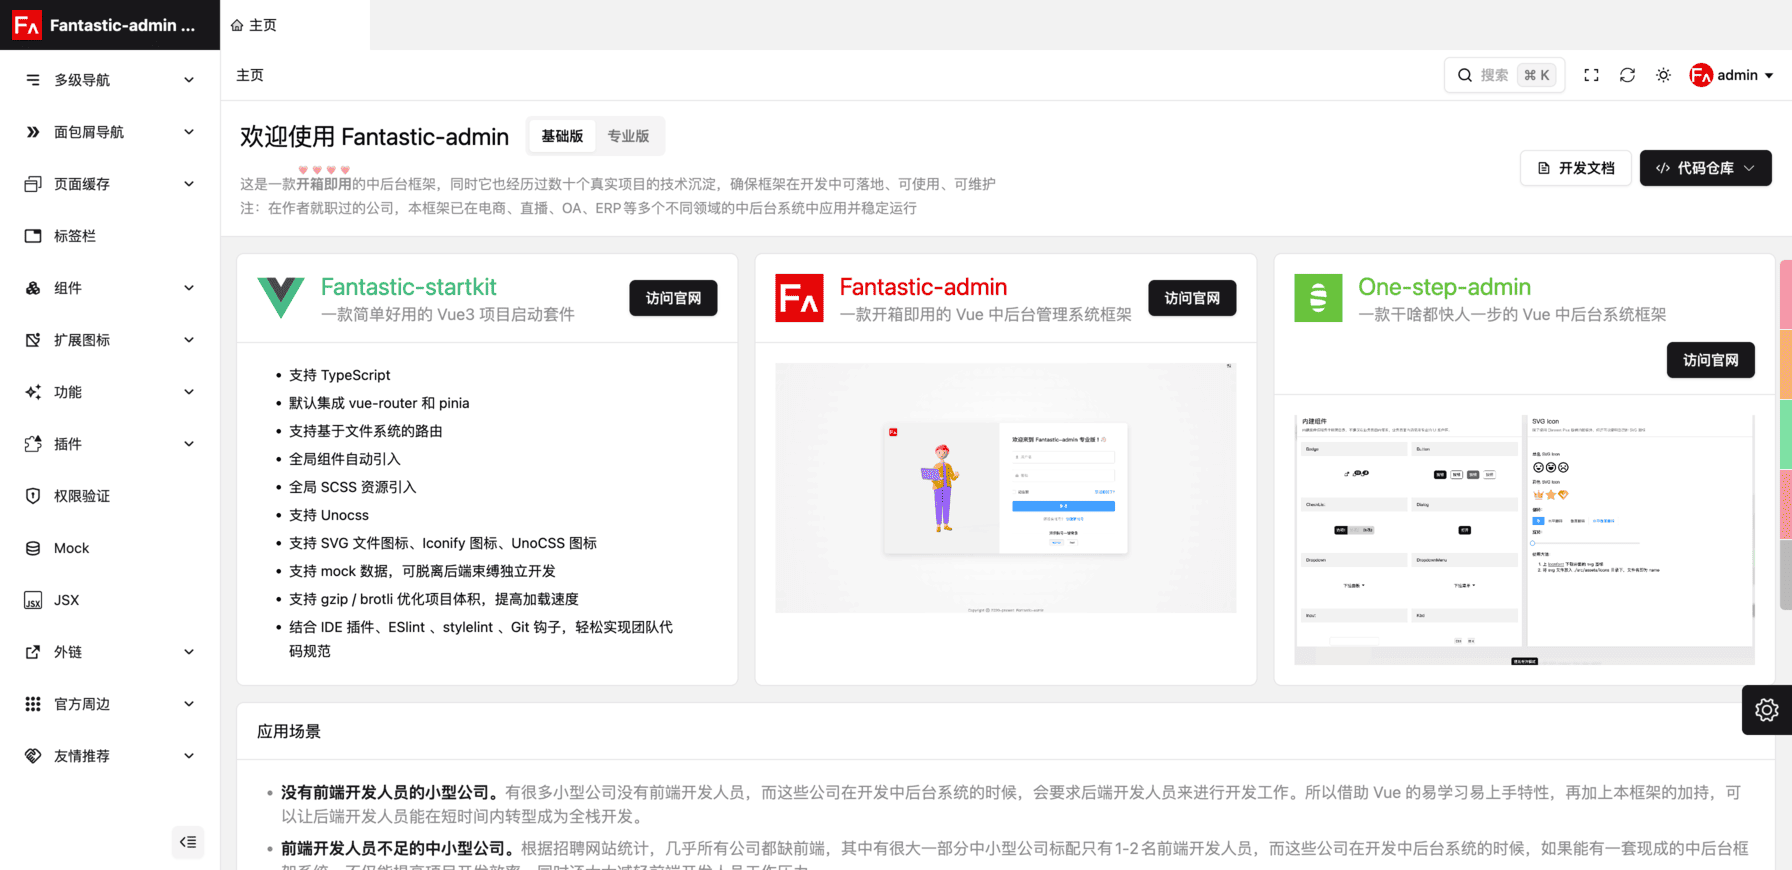 Fantastic-admin ...
主页
多级导航
面包屑导航
页面缓存
标签栏
组件
扩展图标
功能
插件
权限验证
Mock
JSX
外链
官方周边
友情推荐
主页
搜索 ⌘ K
admin
欢迎使用 Fantastic-admin
基础版 专业版
这是一款开箱即用的中后台框架，同时它也经历过数十个真实项目的技术沉淀，确保框架在开发中可落地、可使用、可维护
注：在作者就职过的公司，本框架已在电商、直播、OA、ERP等多个不同领域的中后台系统中应用并稳定运行
开发文档
代码仓库
Fantastic-startkit
一款简单好用的 Vue3 项目启动套件
访问官网
• 支持 TypeScript
• 默认集成 vue-router 和 pinia
• 支持基于文件系统的路由
• 全局组件自动引入
• 全局 SCSS 资源引入
• 支持 Unocss
• 支持 SVG 文件图标、Iconify 图标、UnoCSS 图标
• 支持 mock 数据，可脱离后端束缚独立开发
• 支持 gzip / brotli 优化项目体积，提高加载速度
• 结合 IDE 插件、ESlint 、stylelint 、Git 钩子，轻松实现团队代
码规范
Fantastic-admin
一款开箱即用的 Vue 中后台管理系统框架
访问官网
欢迎来到 Fantastic-admin 专业版！
One-step-admin
一款干啥都快人一步的 Vue 中后台系统框架
访问官网
内建组件
SVG Icon
Badge
Button
Dialog
Dropdown
DropdownMenu
应用场景
• 没有前端开发人员的小型公司。有很多小型公司没有前端开发人员，而这些公司在开发中后台系统的时候，会要求后端开发人员来进行开发工作。所以借助 Vue 的易学习易上手特性，再加上本框架的加持，可
以让后端开发人员能在短时间内转型成为全栈开发。
• 前端开发人员不足的中小型公司。根据招聘网站统计，几乎所有公司都缺前端，其中有很大一部分中小型公司标配只有1-2名前端开发人员，而这些公司在开发中后台系统的时候，如果能有一套现成的中后台框